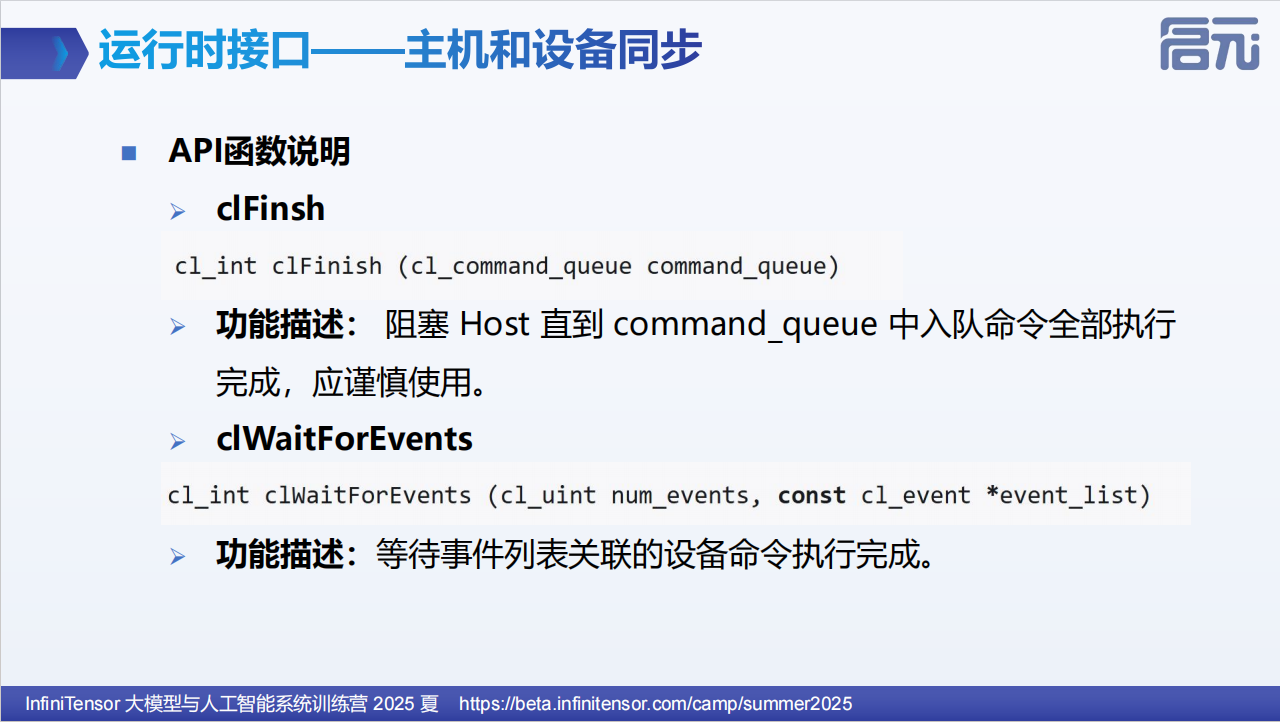 运行时接口——主机和设备同步
启元
API函数说明
clFinsh
cl_int clFinish (cl_command_queue command_queue)
功能描述： 阻塞 Host 直到 command_queue 中入队命令全部执行
完成，应谨慎使用。
clWaitForEvents
cl_int clWaitForEvents (cl_uint num_events, const cl_event *event_list)
功能描述：等待事件列表关联的设备命令执行完成。
InfiniTensor 大模型与人工智能系统训练营 2025 夏 https://beta.infinitensor.com/camp/summer2025